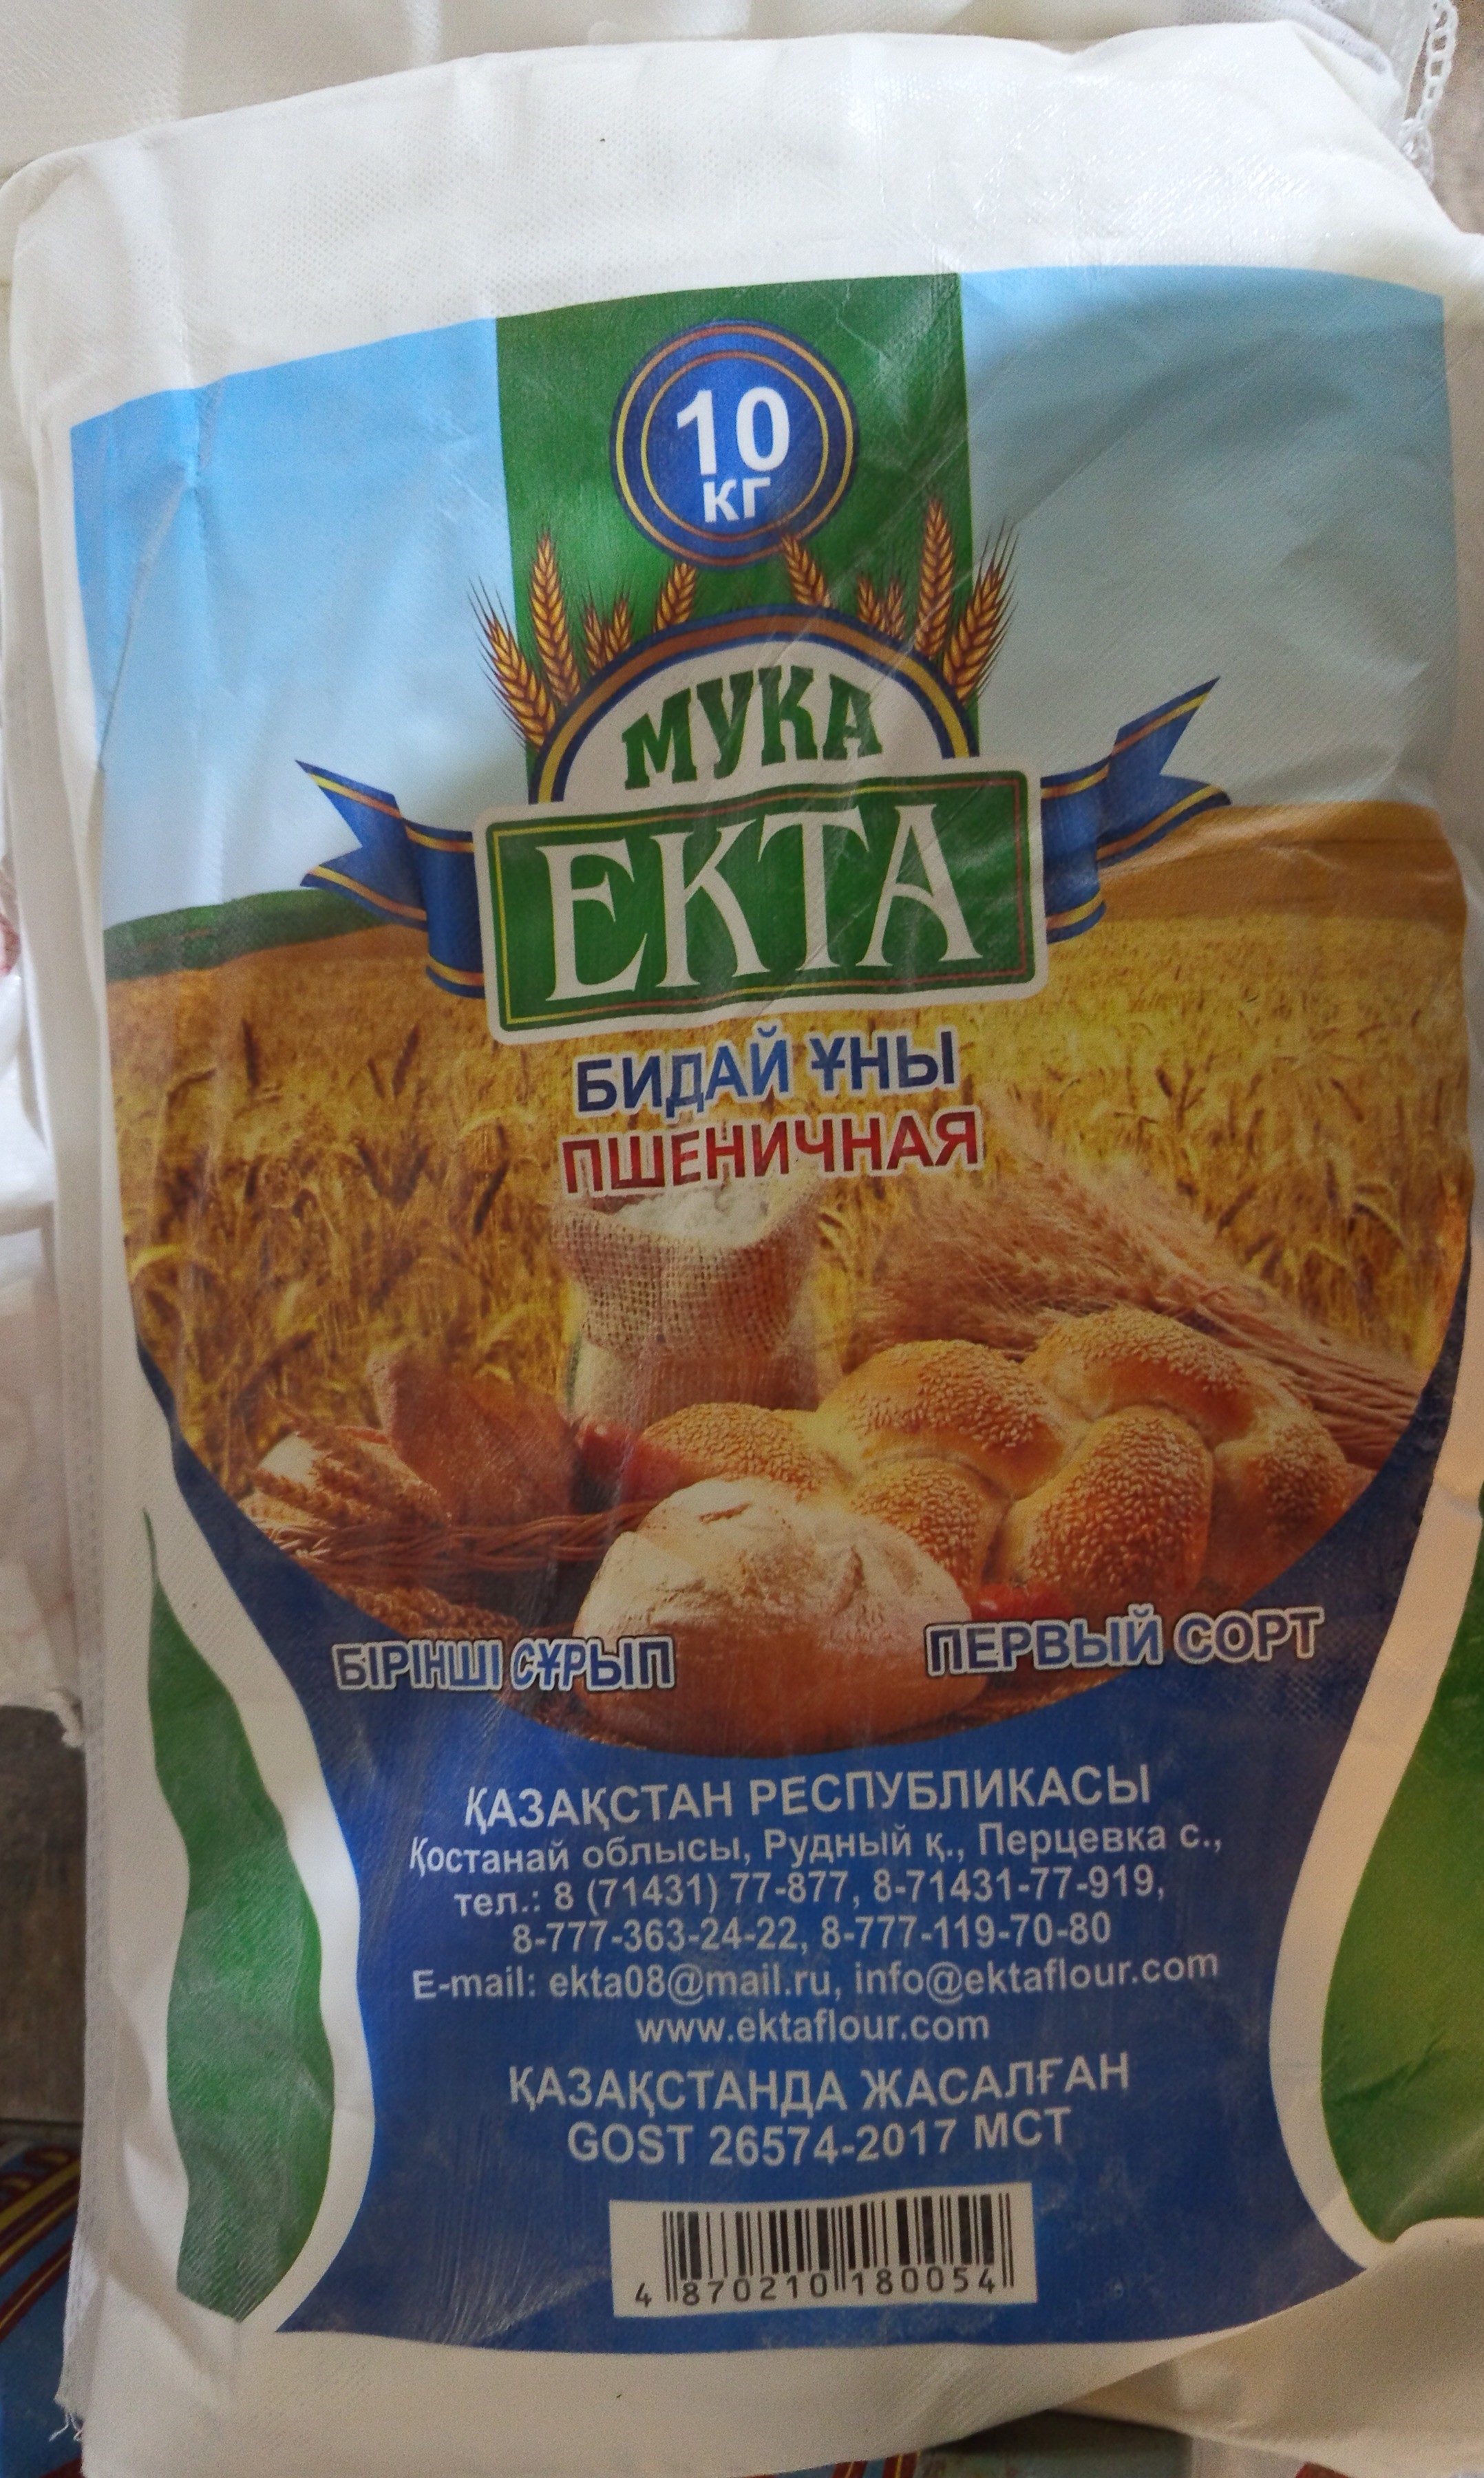 10
кг
МУКА
ЕКТА
БИДАЙ ҰНЫ
ПШЕНИЧНАЯ
БІРІНШІ СҰРЫП
ПЕРВЫЙ СОРТ
ҚАЗАҚСТАН РЕСПУБЛИКАСЫ
Қостанай облысы, Рудный қ., Перцевка с.,
тел.: 8 (71431) 77-877, 8-71431-77-919,
8-777-363-24-22, 8-777-119-70-80
E-mail: ekta08@mail.ru, info@ektaflour.com
www.ektaflour.com
ҚАЗАҚСТАНДА ЖАСАЛҒАН
GOST 26574-2017 МСТ
4 870210 180054